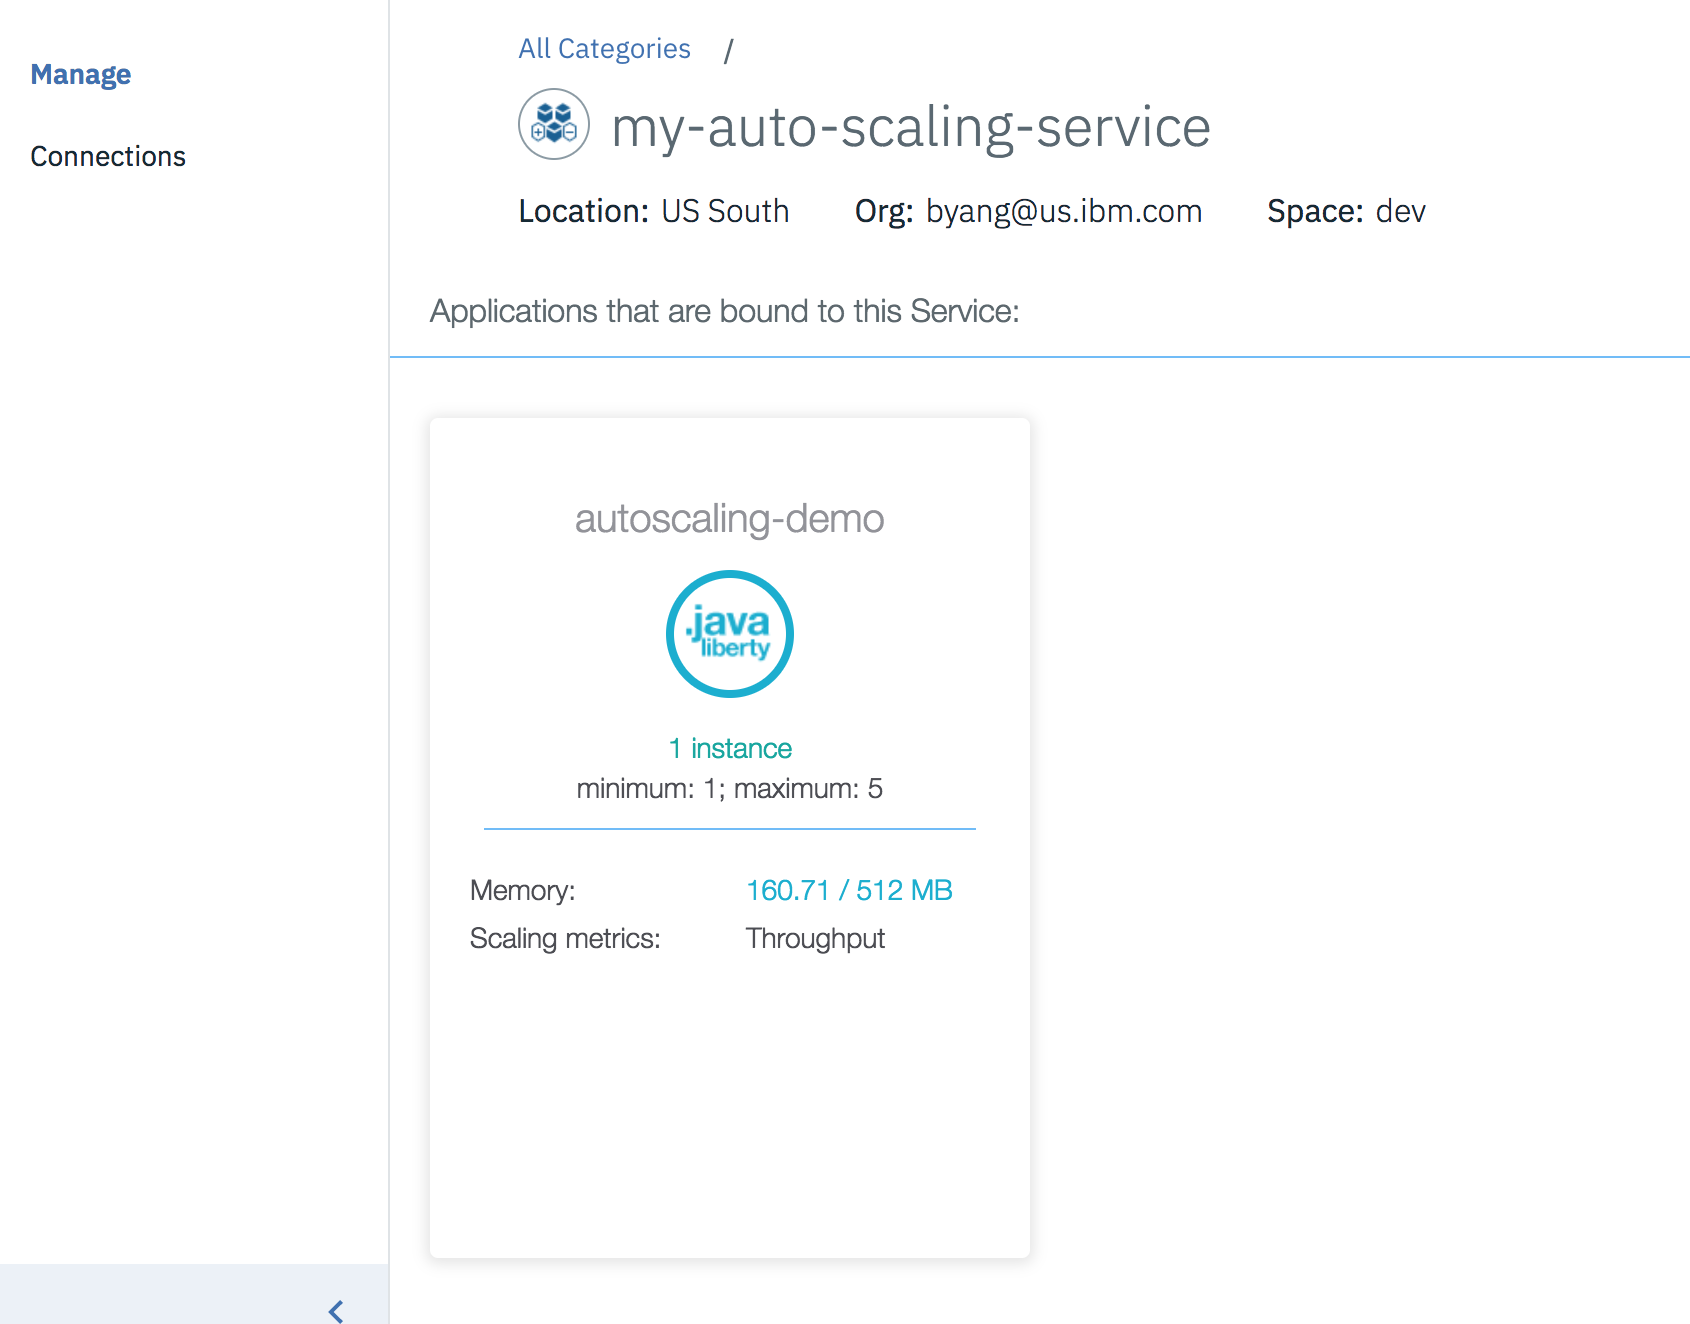 Manage
Connections
All Categories /
my-auto-scaling-service
Location: US South Org: byang@us.ibm.com Space: dev
Applications that are bound to this Service:
autoscaling-demo
.java
liberty
1 instance
minimum: 1; maximum: 5
Memory: 160.71 / 512 MB
Scaling metrics: Throughput